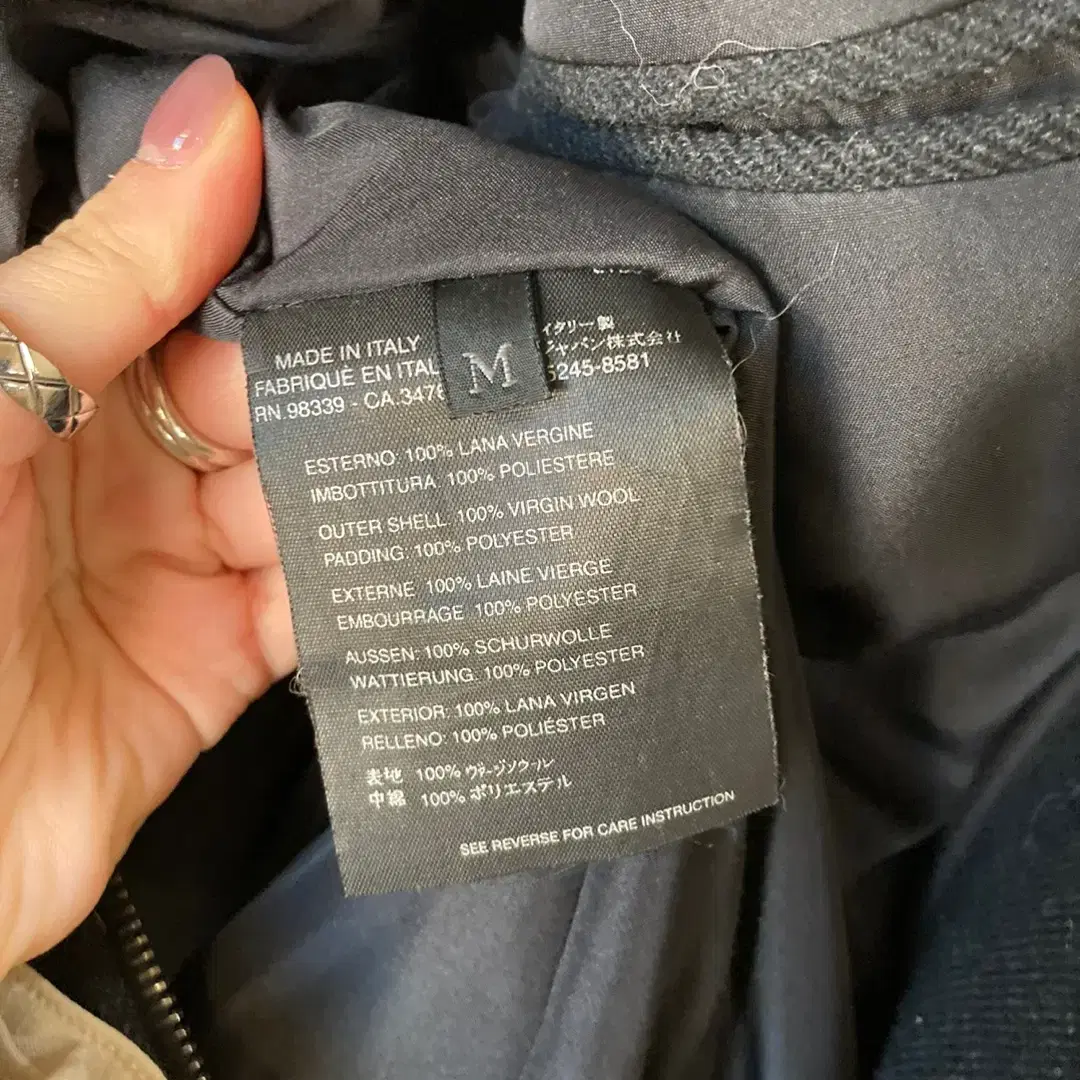 MADE IN ITALY
FABRIQUÉ EN ITAL
RN.98339 - CA.3478
M
イタリー製
ジャパン株式会社
5245-8581
ESTERNO: 100% LANA VERGINE
IMBOTTITURA: 100% POLIESTERE
OUTER SHELL: 100% VIRGIN WOOL
PADDING: 100% POLYESTER
EXTERNE: 100% LAINE VIERGE
EMBOURRAGE: 100% POLYESTER
AUSSEN: 100% SCHURWOLLE
WATTIERUNG: 100% POLYESTER
EXTERIOR: 100% LANA VIRGEN
RELLENO: 100% POLIÉSTER
表地 100% ヴァージンウール
中綿 100% ポリエステル
SEE REVERSE FOR CARE INSTRUCTION